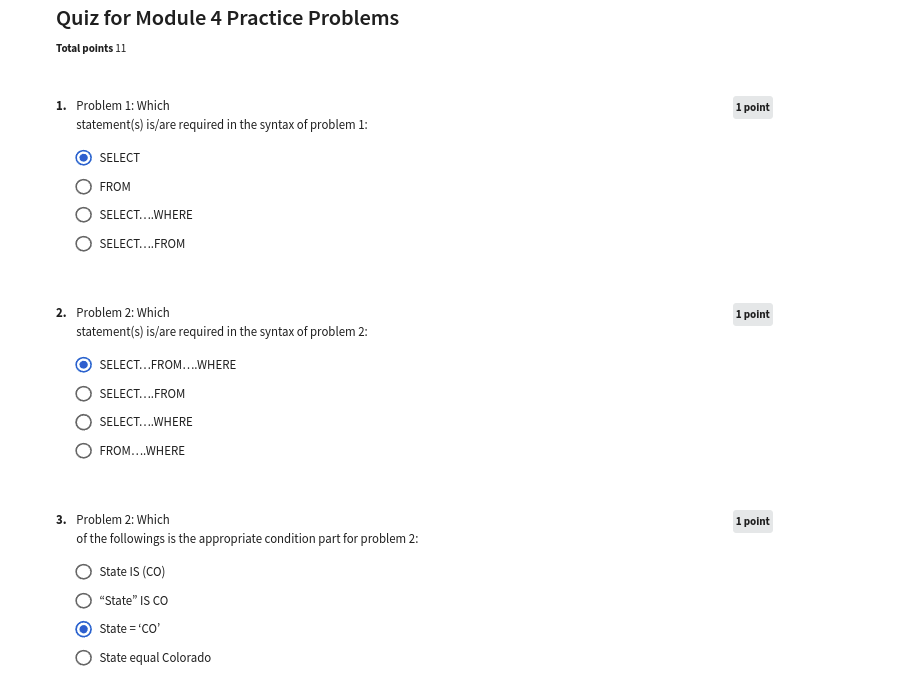 Quiz for Module 4 Practice Problems
Total points 11
1. Problem 1: Which
1 point
statement(s) is/are required in the syntax of problem 1:
SELECT
FROM
SELECT….WHERE
SELECT….FROM
2. Problem 2: Which
1 point
statement(s) is/are required in the syntax of problem 2:
SELECT…FROM….WHERE
SELECT….FROM
SELECT….WHERE
FROM….WHERE
3. Problem 2: Which
1 point
of the followings is the appropriate condition part for problem 2:
State IS (CO)
“State” IS CO
State = ‘CO’
State equal Colorado